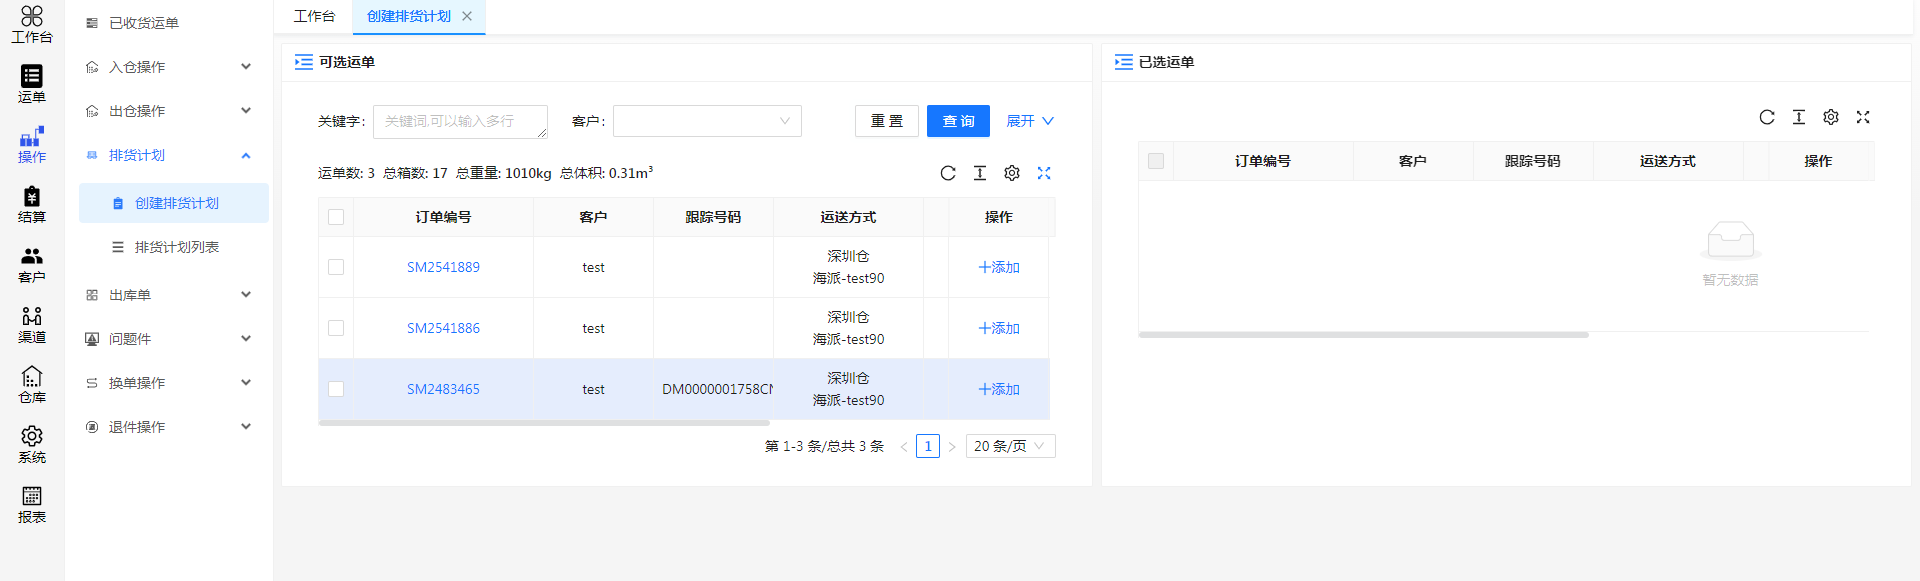 工作台
运单
操作
结算
客户
渠道
仓库
系统
报表
已收货运单
入仓操作
出仓操作
排货计划
创建排货计划
排货计划列表
出库单
问题件
换单操作
退件操作
工作台 创建排货计划
可选运单
关键字: 关键词,可以输入多行 客户: 重 置 查 询 展开
运单数: 3 总箱数: 17 总重量: 1010kg 总体积: 0.31m³
订单编号 客户 跟踪号码 运送方式 操作
SM2541889 test 深圳仓 添加
海派-test90
SM2541886 test 深圳仓 添加
海派-test90
SM2483465 test DM0000001758CN 深圳仓 添加
海派-test90
第 1-3 条/总共 3 条 1 20 条/页
已选运单
订单编号 客户 跟踪号码 运送方式 操作
暂无数据